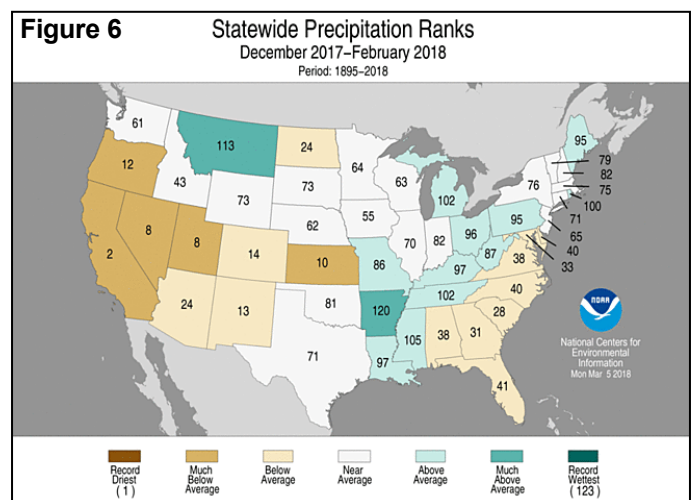 Figure 6
Statewide Precipitation Ranks
December 2017–February 2018
Period: 1895–2018
61
113
24
64
95
79
82
75
100
12
43
73
73
63
102
76
71
65
40
33
62
55
95
96
2
8
8
14
10
86
70
82
87
38
97
40
24
13
81
120
102
28
71
97
105
38
31
41
NOAA
National Centers for
Environmental
Information
Mon Mar 5 2018
Record
Driest
( 1 )
Much
Below
Average
Below
Average
Near
Average
Above
Average
Much
Above
Average
Record
Wettest
( 123 )